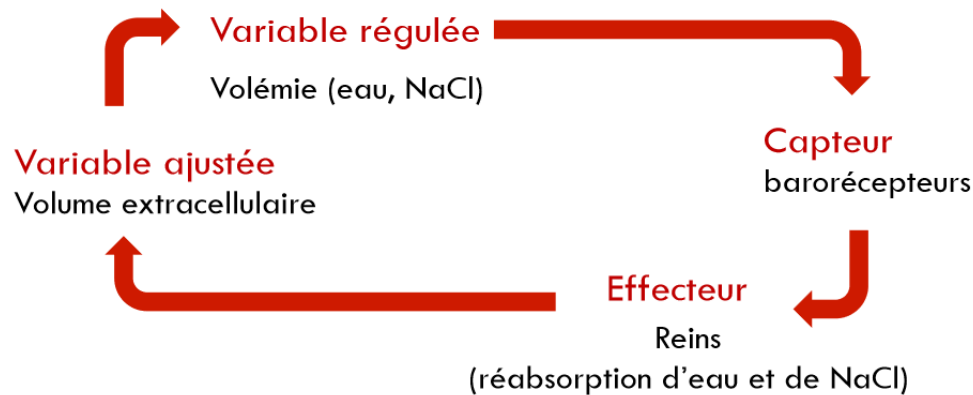 Variable régulée
Volémie (eau, NaCl)
Capteur
barorécepteurs
Effecteur
Reins
(réabsorption d’eau et de NaCl)
Variable ajustée
Volume extracellulaire